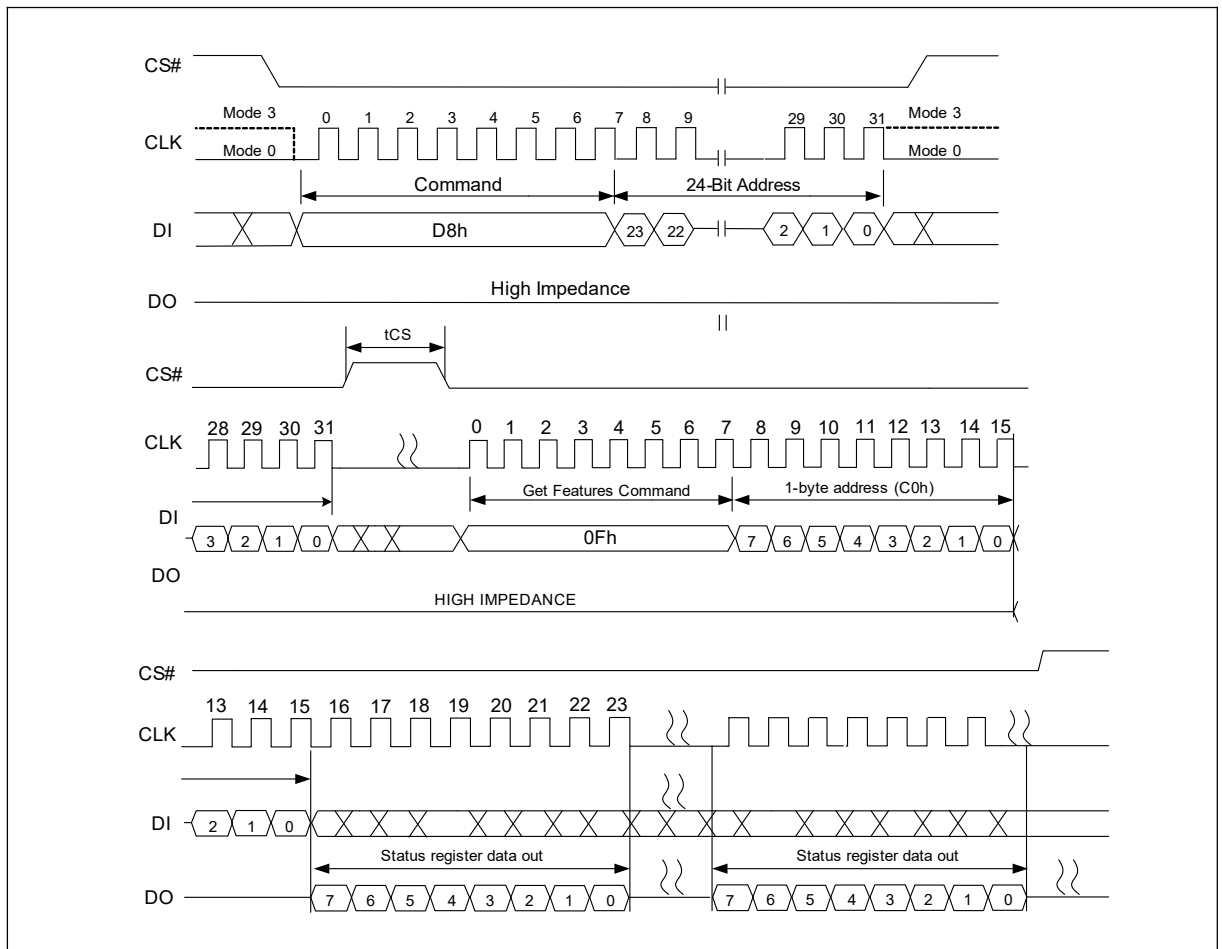 CS#
Mode 3 0 1 2 3 4 5 6 7 8 9 29 30 31 Mode 3
CLK
Mode 0 Mode 0
Command 24-Bit Address
DI D8h 23 22 2 1 0
High Impedance
DO
tCS
CS#
28 29 30 31 0 1 2 3 4 5 6 7 8 9 10 11 12 13 14 15
CLK
Get Features Command 1-byte address (C0h)
DI
3 2 1 0 0Fh 7 6 5 4 3 2 1 0
DO
HIGH IMPEDANCE
CS#
13 14 15 16 17 18 19 20 21 22 23
CLK
DI 2 1 0
Status register data out Status register data out
DO 7 6 5 4 3 2 1 0 7 6 5 4 3 2 1 0